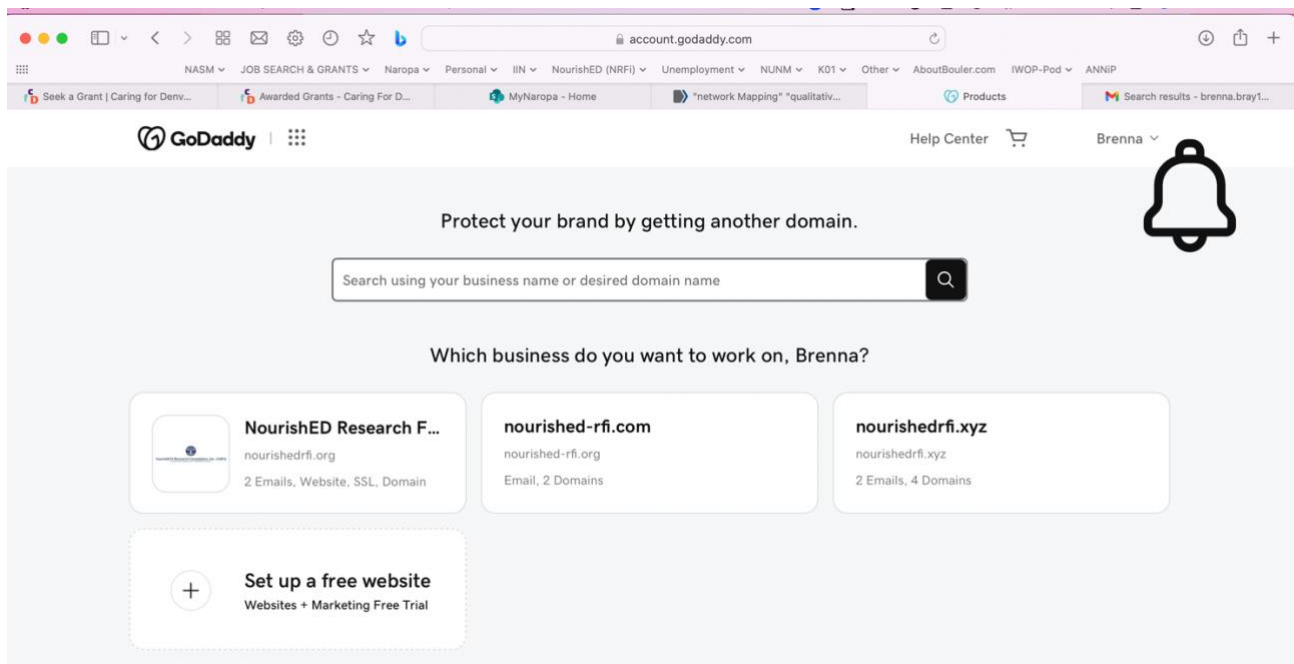 account.godaddy.com
NASM JOB SEARCH & GRANTS Naropa Personal IIN NourishED (NRFi) Unemployment NUNM K01 Other AboutBouler.com IWOP-Pod ANNiP
Seek a Grant | Caring for Denv... Awarded Grants - Caring For D... MyNaropa - Home "network Mapping" "qualitativ... Products Search results - brenna.bray1...
GoDaddy Help Center Brenna
Protect your brand by getting another domain.
Search using your business name or desired domain name
Which business do you want to work on, Brenna?
NourishED Research F...
nourishedrfi.org
2 Emails, Website, SSL, Domain
nourished-rfi.com
nourished-rfi.org
Email, 2 Domains
nourishedrfi.xyz
nourishedrfi.xyz
2 Emails, 4 Domains
Set up a free website
Websites + Marketing Free Trial